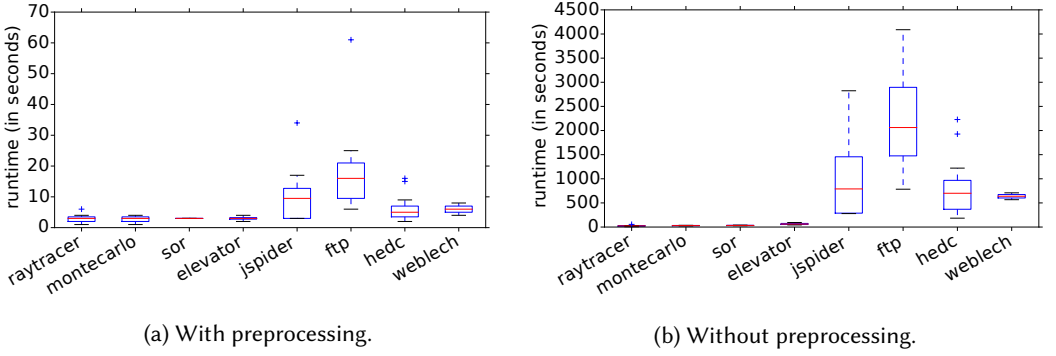 70
60
50
40
30
20
10
0
runtime (in seconds)
raytracer
montecarlo
sor
elevator
jspider
ftp
hedc
weblech
(a) With preprocessing.
4500
4000
3500
3000
2500
2000
1500
1000
500
0
runtime (in seconds)
raytracer
montecarlo
sor
elevator
jspider
ftp
hedc
weblech
(b) Without preprocessing.